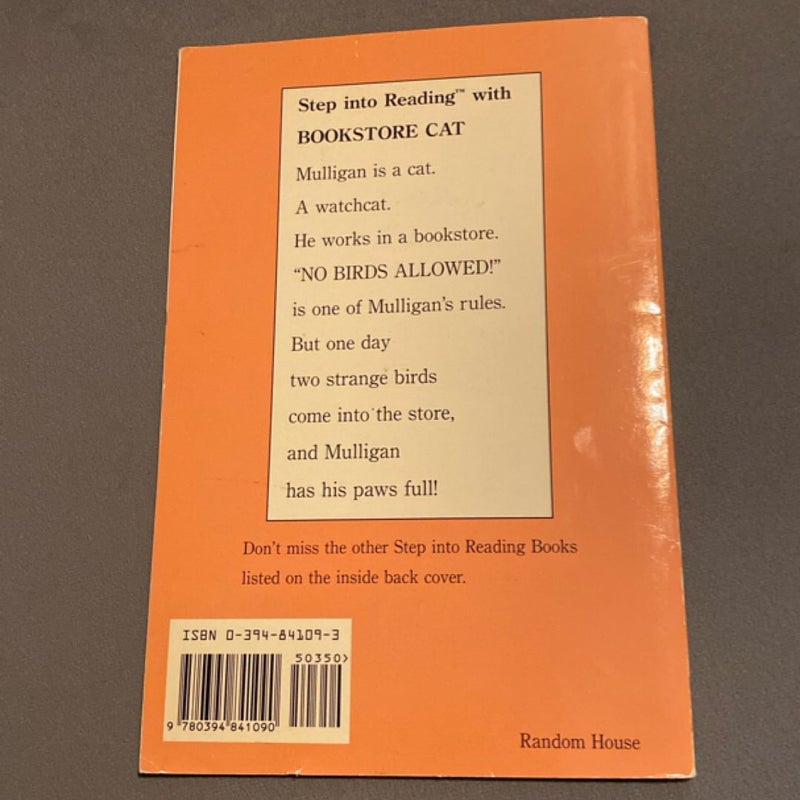 Step into Reading™ with
BOOKSTORE CAT
Mulligan is a cat.
A watchcat.
He works in a bookstore.
“NO BIRDS ALLOWED!”
is one of Mulligan’s rules.
But one day
two strange birds
come into the store,
and Mulligan
has his paws full!
Don’t miss the other Step into Reading Books
listed on the inside back cover.
ISBN 0-394-84109-3
50350>
9 780394 841090
Random House